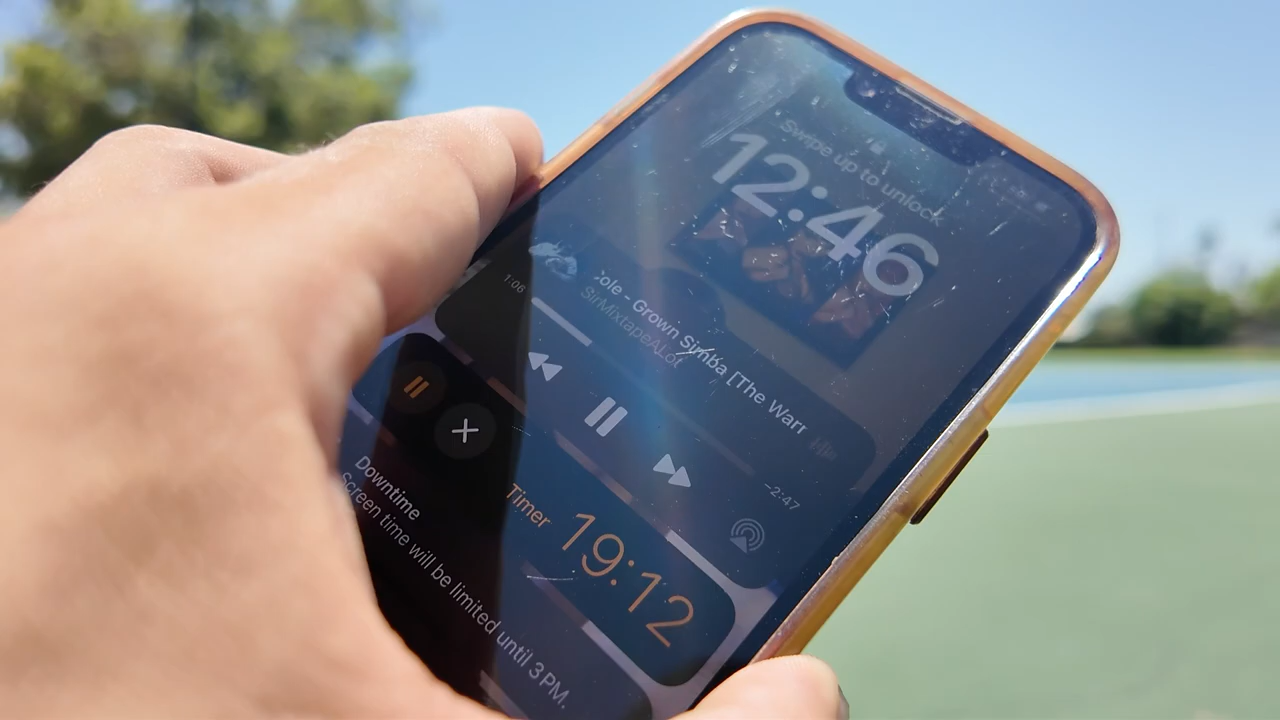 Swipe up to unlock
12:46
ole - Grown Simba [The Warr
SirMixtapeALot
1:06
-2:47
Timer
19:12
Downtime
Screen time will be limited until 3 PM.